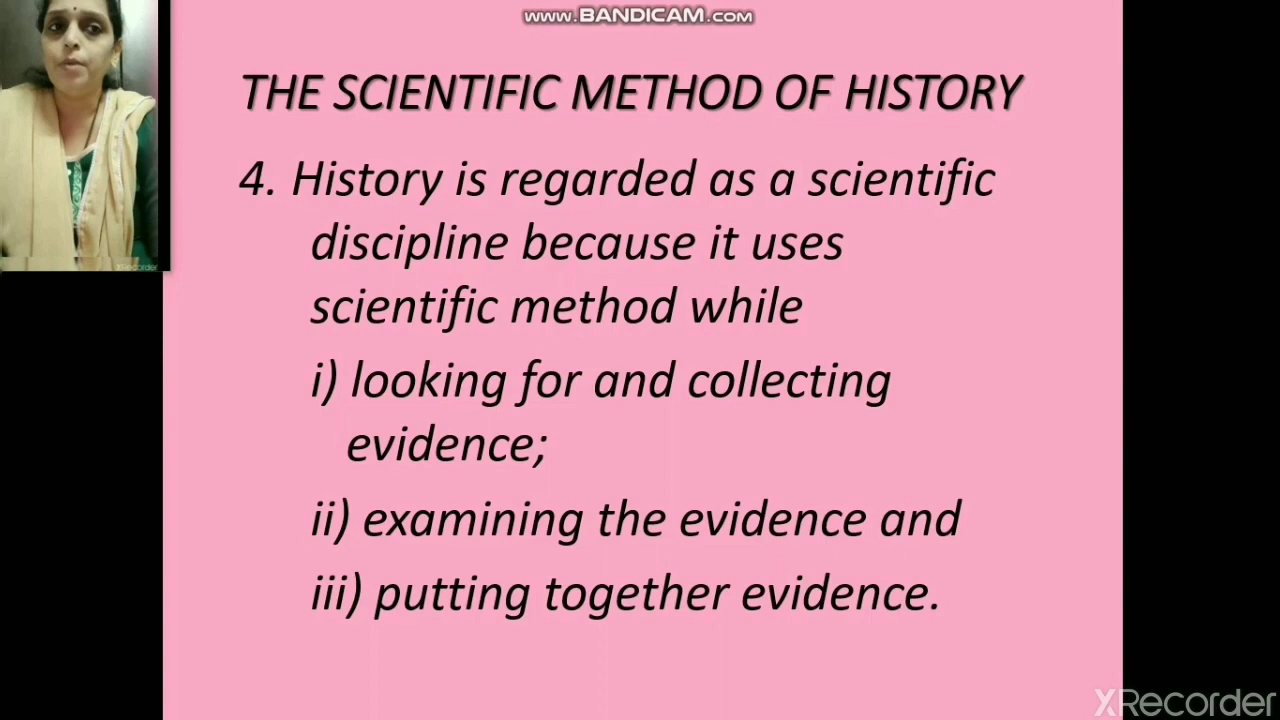 www.BANDICAM.com
THE SCIENTIFIC METHOD OF HISTORY
4. History is regarded as a scientific
discipline because it uses
scientific method while
i) looking for and collecting
evidence;
ii) examining the evidence and
iii) putting together evidence.
XRecorder
XRecorder